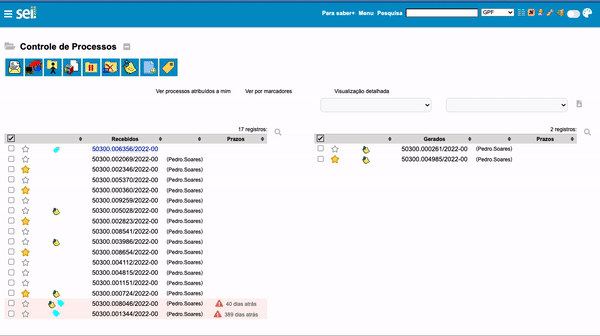 sei!
Para saber+ Menu Pesquisa GPF
Controle de Processos
Ver processos atribuídos a mim Ver por marcadores Visualização detalhada
17 registros:
Recebidos Prazos
50300.006356/2022-00
50300.002069/2022-00 (Pedro.Soares)
50300.002346/2022-00 (Pedro.Soares)
50300.005370/2022-00 (Pedro.Soares)
50300.000360/2022-00 (Pedro.Soares)
50300.009259/2022-00 (Pedro.Soares)
50300.005028/2022-00 (Pedro.Soares)
50300.002823/2022-00 (Pedro.Soares)
50300.008541/2022-00 (Pedro.Soares)
50300.003986/2022-00 (Pedro.Soares)
50300.008654/2022-00 (Pedro.Soares)
50300.004112/2022-00 (Pedro.Soares)
50300.004815/2022-00 (Pedro.Soares)
50300.001151/2022-00 (Pedro.Soares)
50300.000724/2022-00 (Pedro.Soares)
50300.008046/2022-00 (Pedro.Soares) 40 dias atrás
50300.001344/2022-00 (Pedro.Soares) 389 dias atrás
2 registros:
Gerados Prazos
50300.000261/2022-00 (Pedro.Soares)
50300.004985/2022-00 (Pedro.Soares)